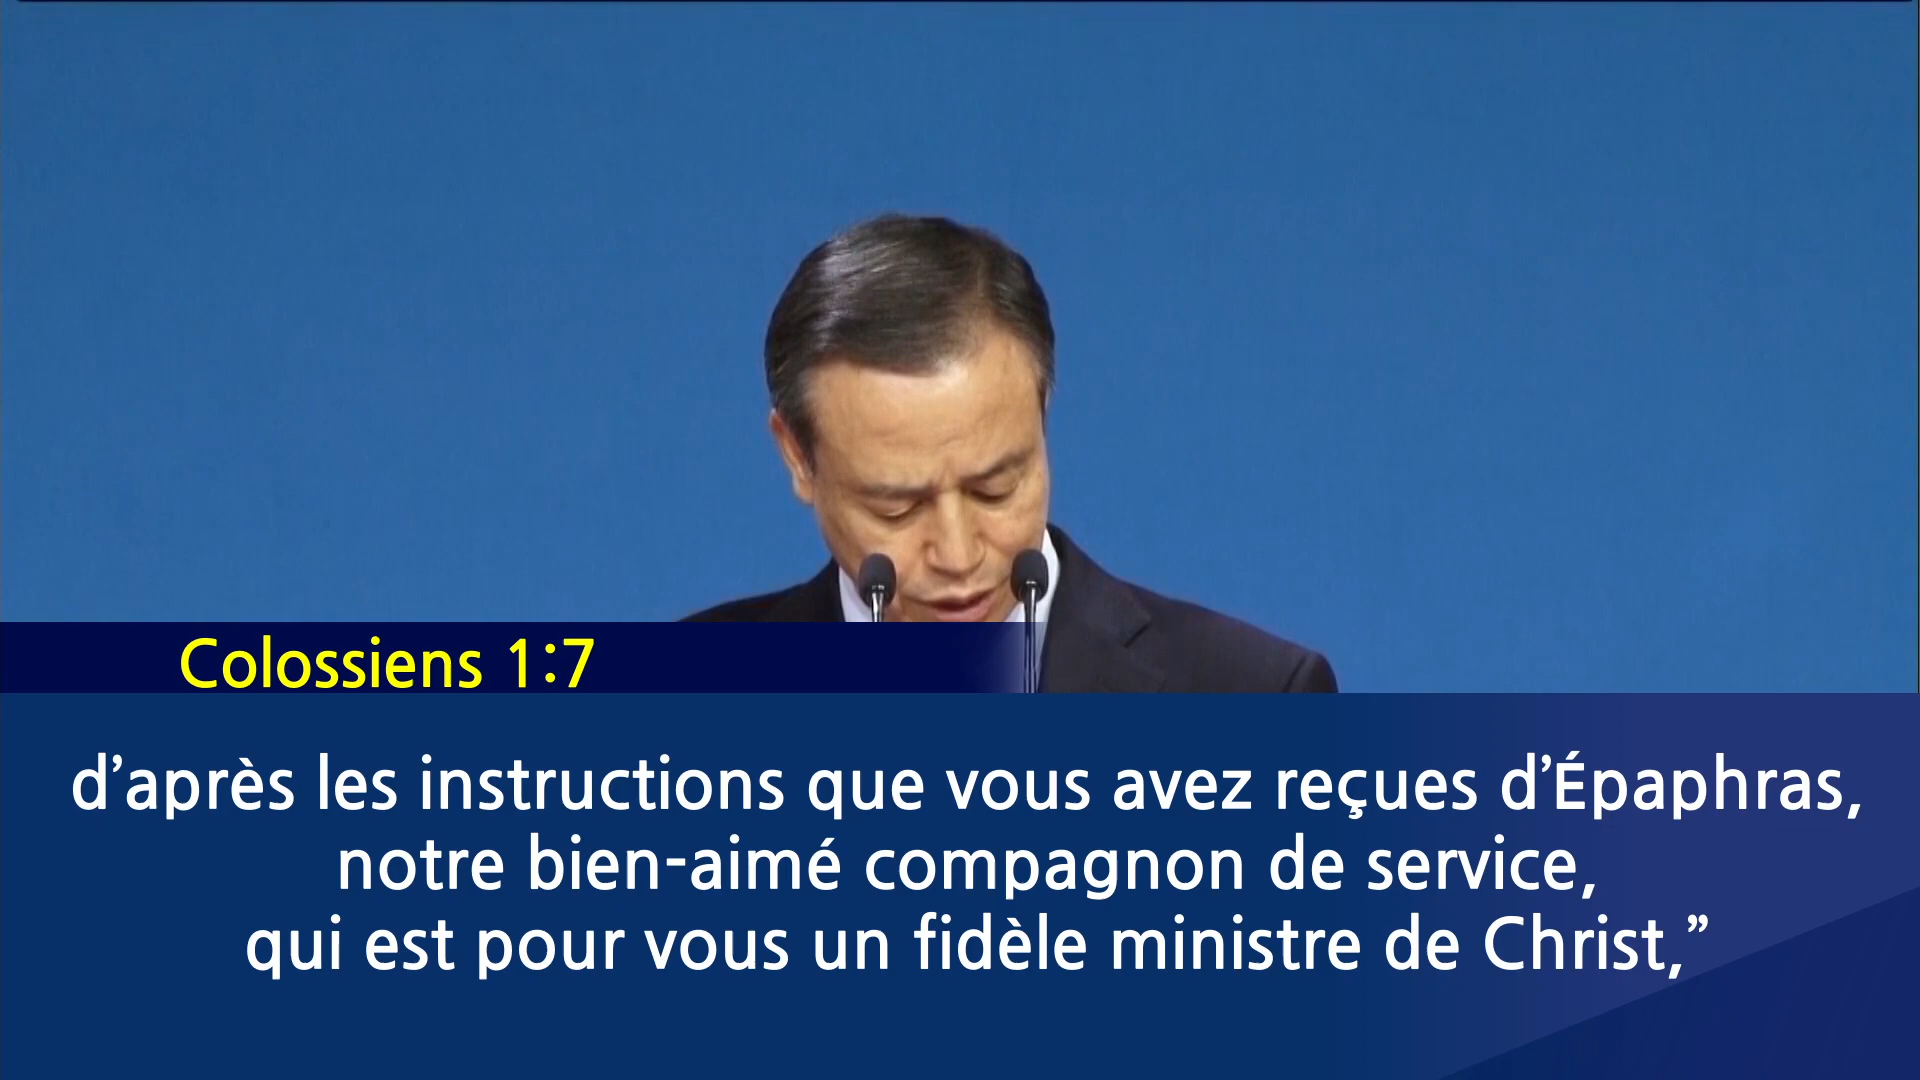 Colossiens 1:7
d’après les instructions que vous avez reçues d’Épaphras,
notre bien-aimé compagnon de service,
qui est pour vous un fidèle ministre de Christ,”